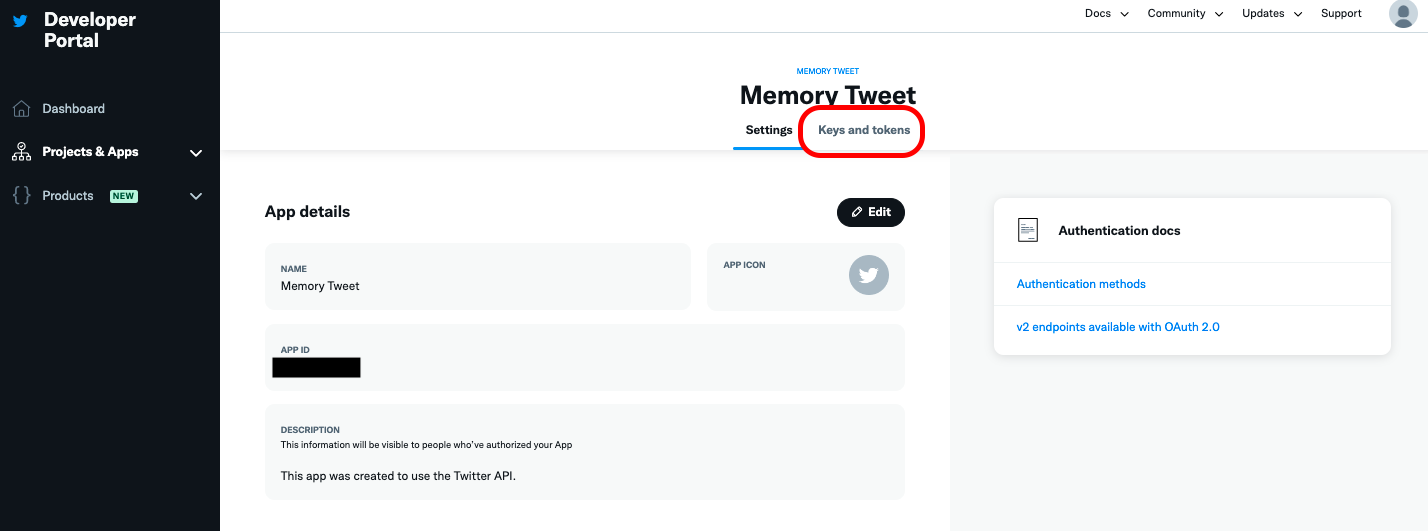 Developer
Portal
Docs
Community
Updates
Support
Dashboard
Projects & Apps
Products NEW
MEMORY TWEET
Memory Tweet
Settings
Keys and tokens
App details
Edit
NAME
Memory Tweet
APP ICON
APP ID
DESCRIPTION
This information will be visible to people who've authorized your App
This app was created to use the Twitter API.
Authentication docs
Authentication methods
v2 endpoints available with OAuth 2.0